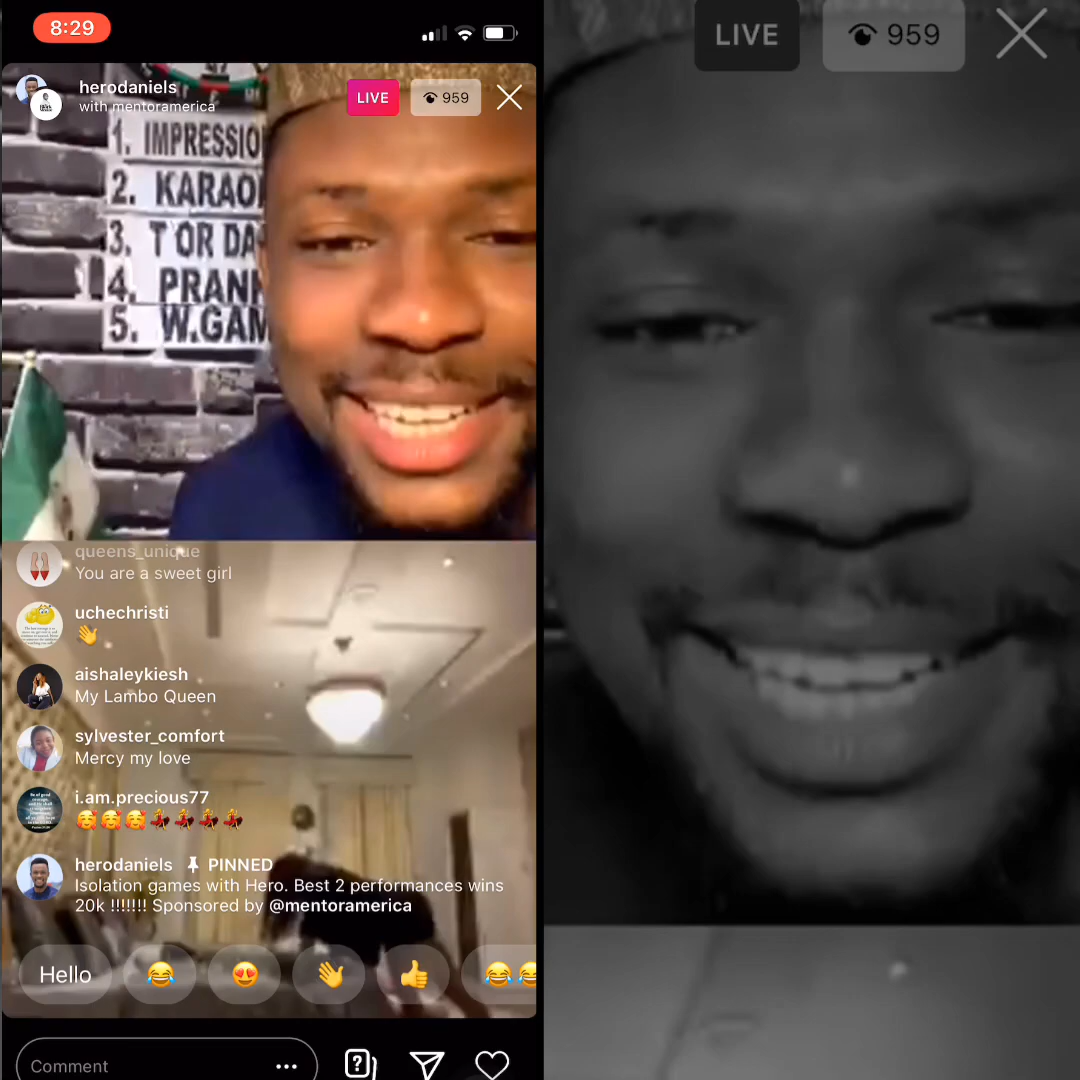 8:29
herodaniels
with mentoramerica
LIVE
959
1. IMPRESSIO
2. KARAO
3. T OR DA
4. PRAN
5. W.GAM
queens_unique
You are a sweet girl
uchechristi
aishaleykiesh
My Lambo Queen
sylvester_comfort
Mercy my love
i.am.precious77
herodaniels PINNED
Isolation games with Hero. Best 2 performances wins
20k !!!!!!! Sponsored by @mentoramerica
Hello
Comment
LIVE
959